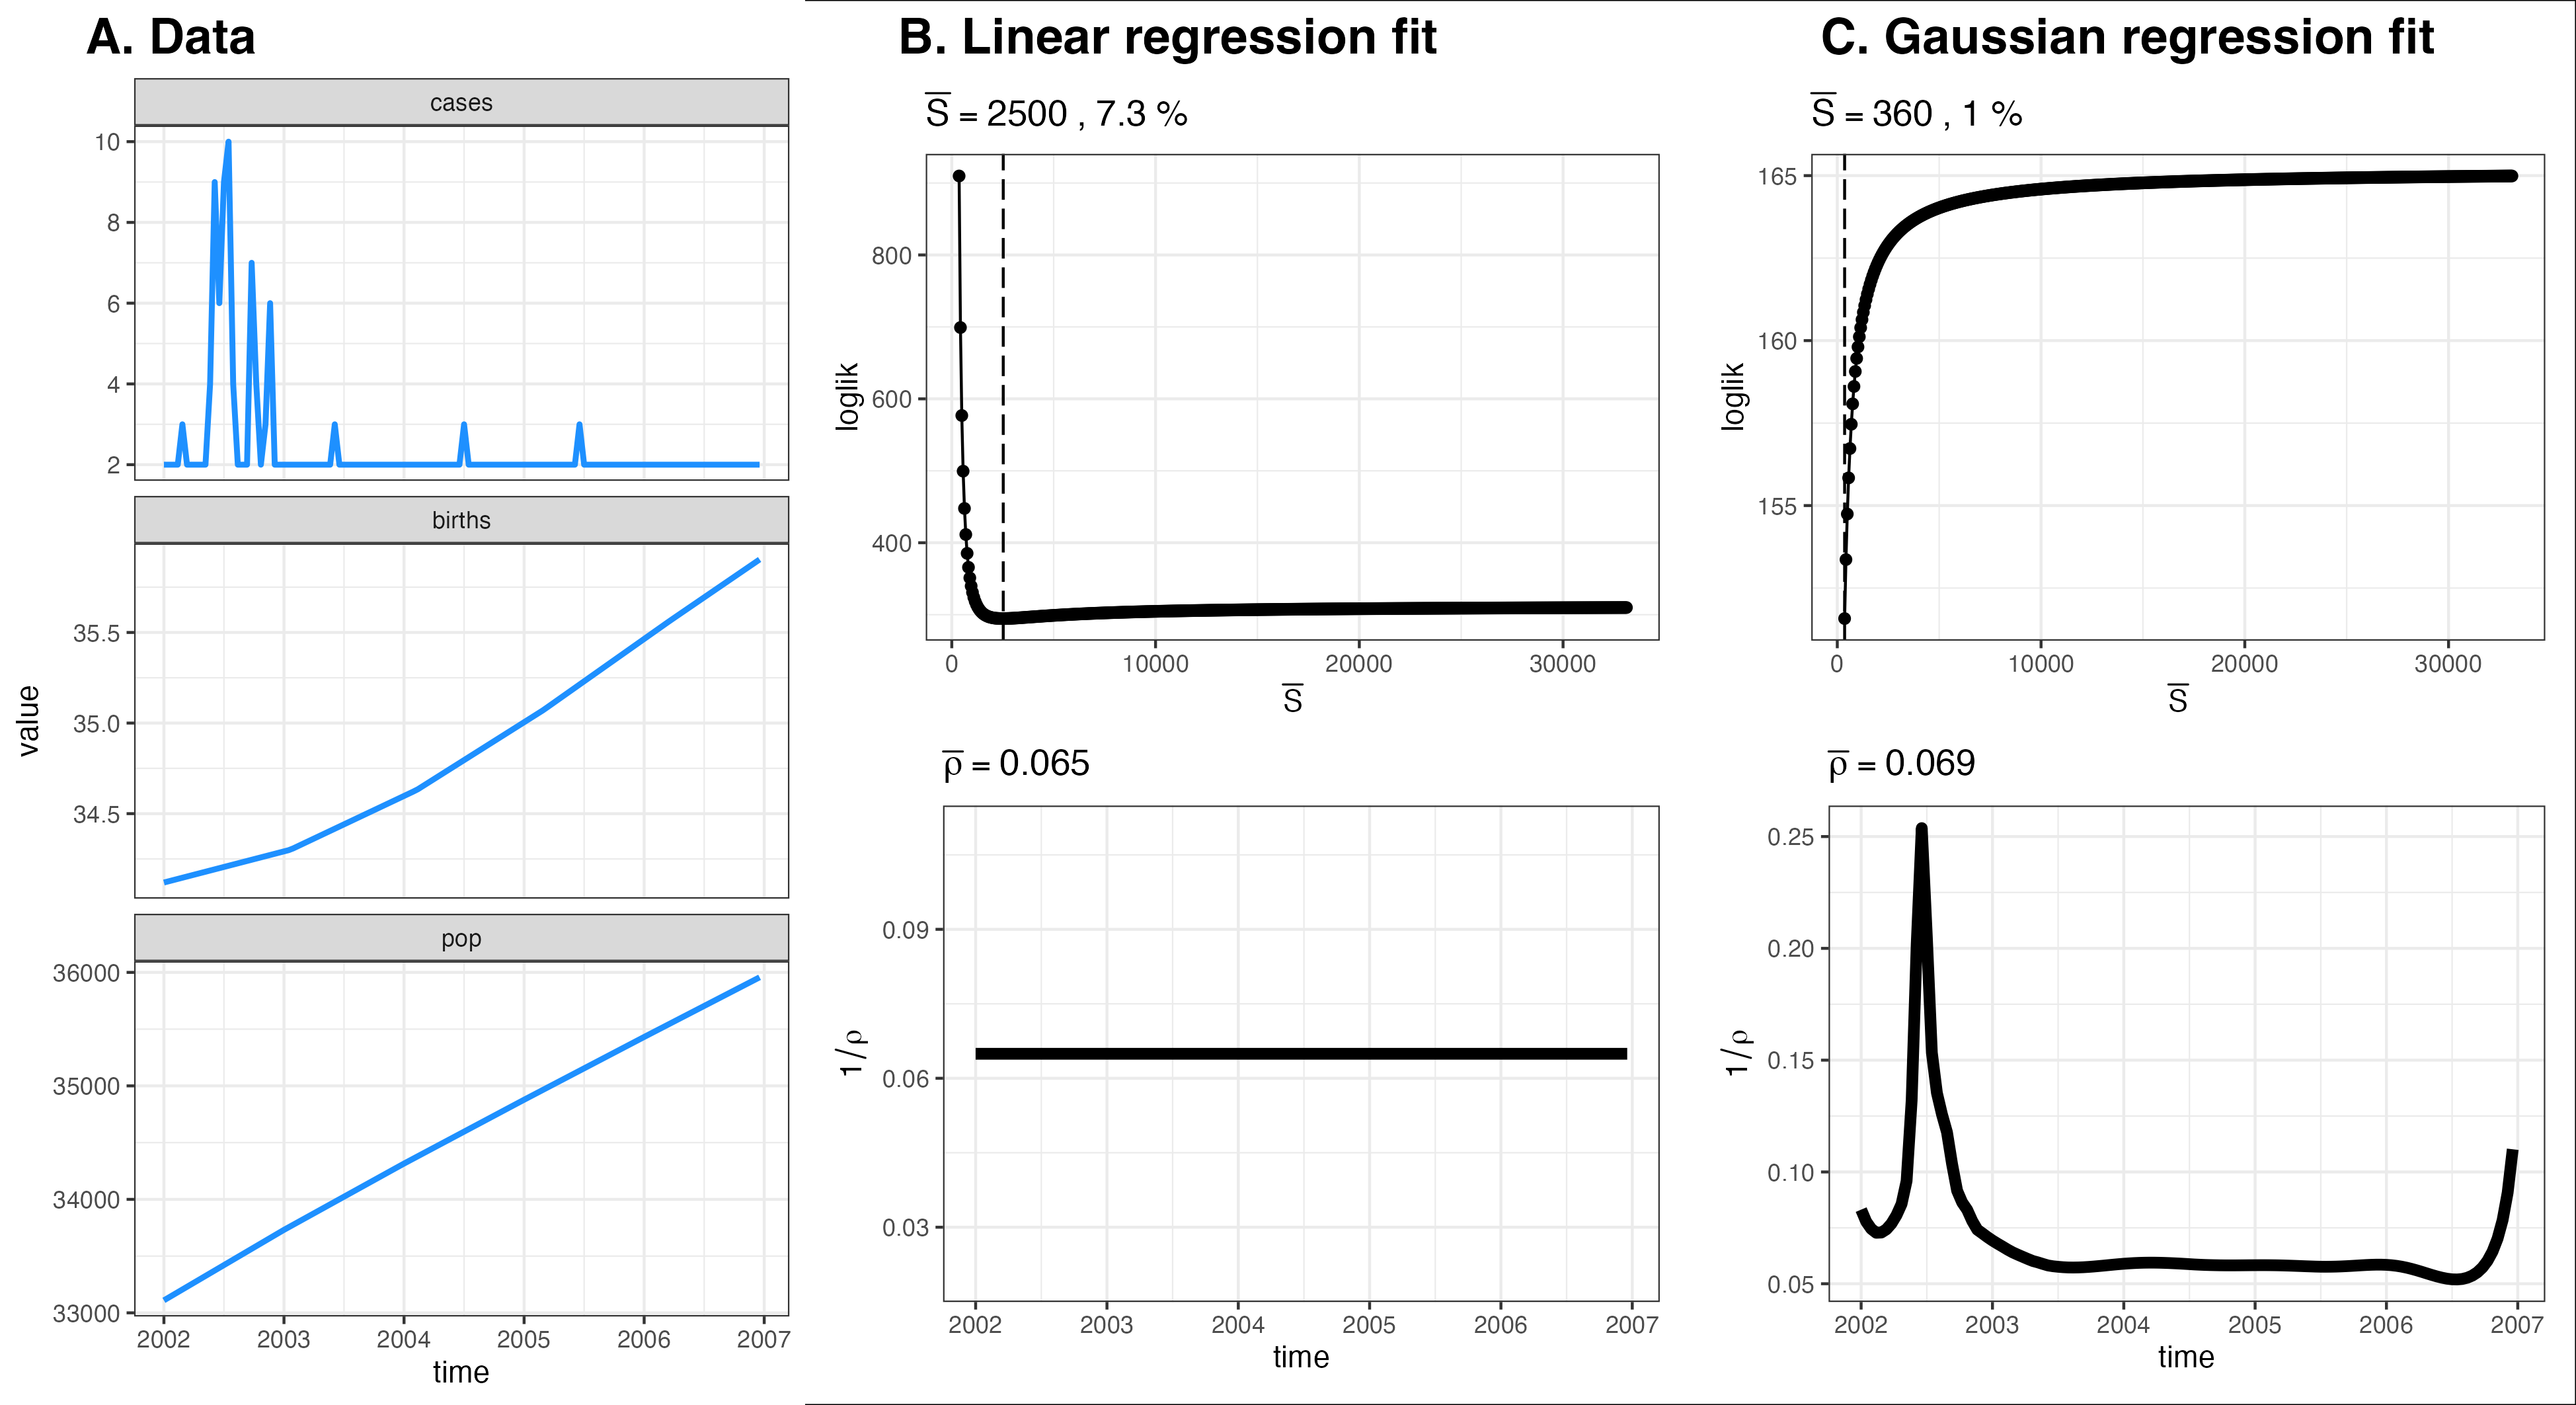 A. Data
cases
10
8
6
4
2
births
35.5
35.0
34.5
pop
36000
35000
34000
33000
2002 2003 2004 2005 2006 2007
time
value
B. Linear regression fit
S̅ = 2500 , 7.3 %
800
600
400
loglik
0 10000 20000 30000
S̅
ρ̅ = 0.065
0.09
0.06
0.03
1/ρ
2002 2003 2004 2005 2006 2007
time
C. Gaussian regression fit
S̅ = 360 , 1 %
165
160
155
loglik
0 10000 20000 30000
S̅
ρ̅ = 0.069
0.25
0.20
0.15
0.10
0.05
1/ρ
2002 2003 2004 2005 2006 2007
time